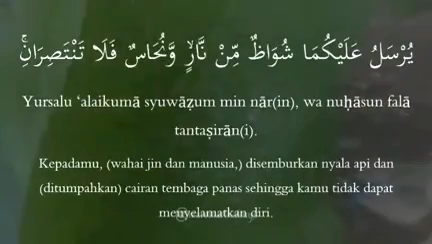 يُرْسَلُ عَلَيْكُمَا شُوَاظٌ مِّنْ نَّارٍۙ وَّنُحَاسٌ فَلَا تَنْتَصِرَانِۚ
Yursalu ‘alaikumā syuwāẓum min nār(in), wa nuḥāsun falā
tantaṣirān(i).
Kepadamu, (wahai jin dan manusia,) disemburkan nyala api dan
(ditumpahkan) cairan tembaga panas sehingga kamu tidak dapat
menyelamatkan diri.